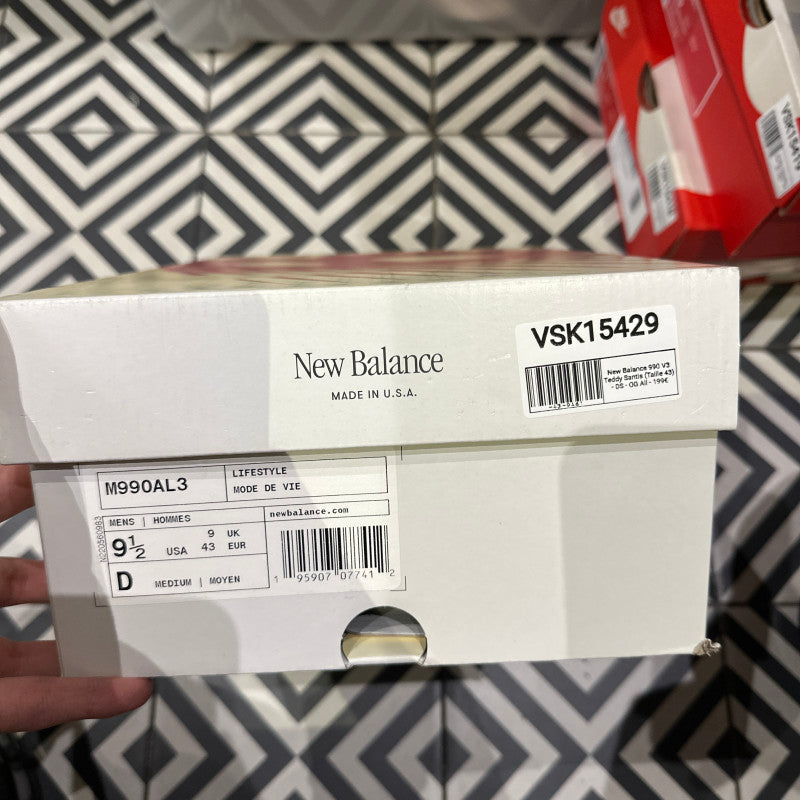 VSK15417
VSK15429
New Balance 990 V3
Teddy Santis (Taille 43)
- DS - OG All - 199€
New Balance
MADE IN U.S.A.
M990AL3
LIFESTYLE
MODE DE VIE
MENS | HOMMES
newbalance.com
9½ USA
9 UK
43 EUR
D MEDIUM | MOYEN
1 95907 07741 2
N220560983